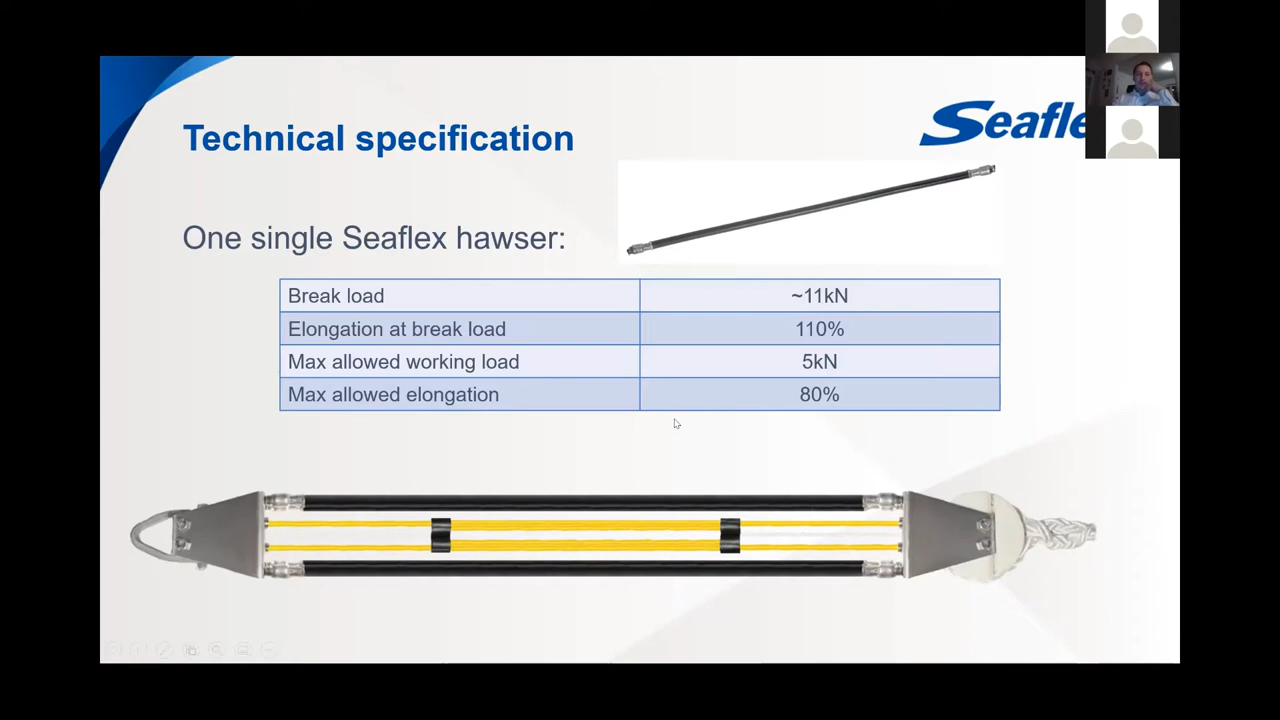 Seafle
Technical specification
One single Seaflex hawser:
Break load ~11kN
Elongation at break load 110%
Max allowed working load 5kN
Max allowed elongation 80%